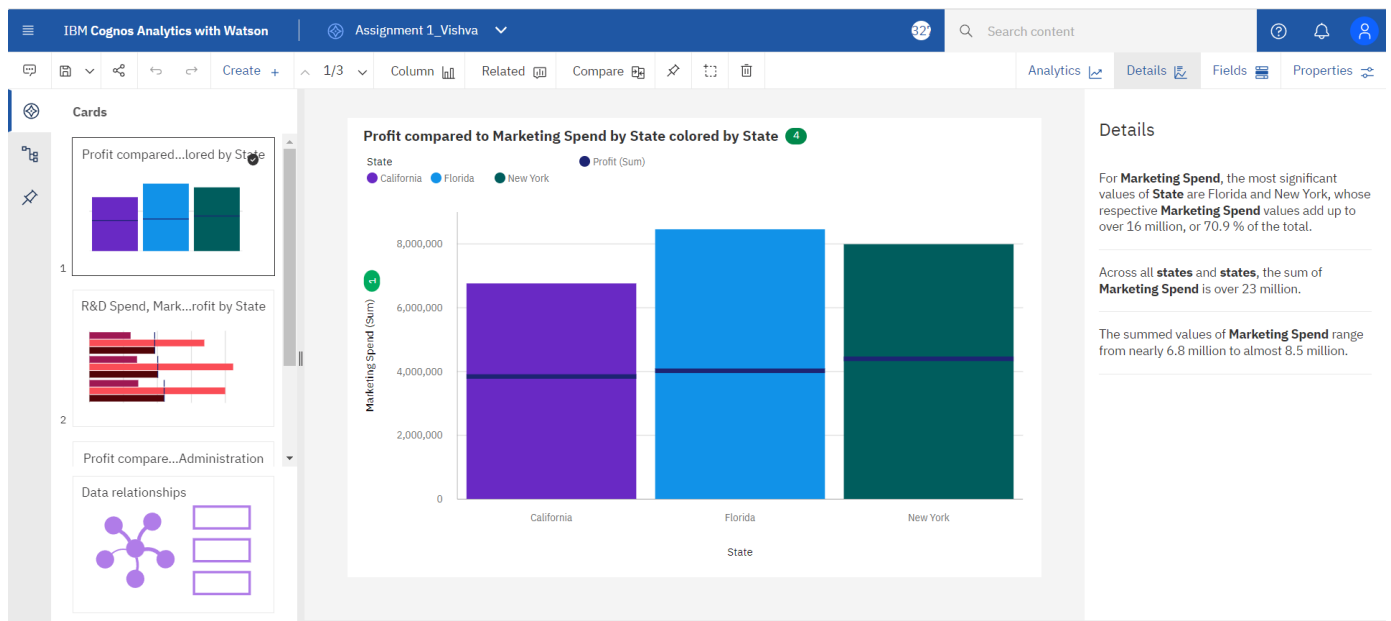 IBM Cognos Analytics with Watson
Assignment 1_Vishva
Search content
Create +
1/3
Column
Related
Compare
Analytics
Details
Fields
Properties
Cards
Profit compared...lored by State
1
R&D Spend, Mark...rofit by State
2
Profit compare...Administration
Data relationships
Profit compared to Marketing Spend by State colored by State 4
State
California
Florida
New York
Profit (Sum)
Marketing Spend (Sum)
1
8,000,000
6,000,000
4,000,000
2,000,000
0
California
Florida
New York
State
Details
For Marketing Spend, the most significant
values of State are Florida and New York, whose
respective Marketing Spend values add up to
over 16 million, or 70.9 % of the total.
Across all states and states, the sum of
Marketing Spend is over 23 million.
The summed values of Marketing Spend range
from nearly 6.8 million to almost 8.5 million.